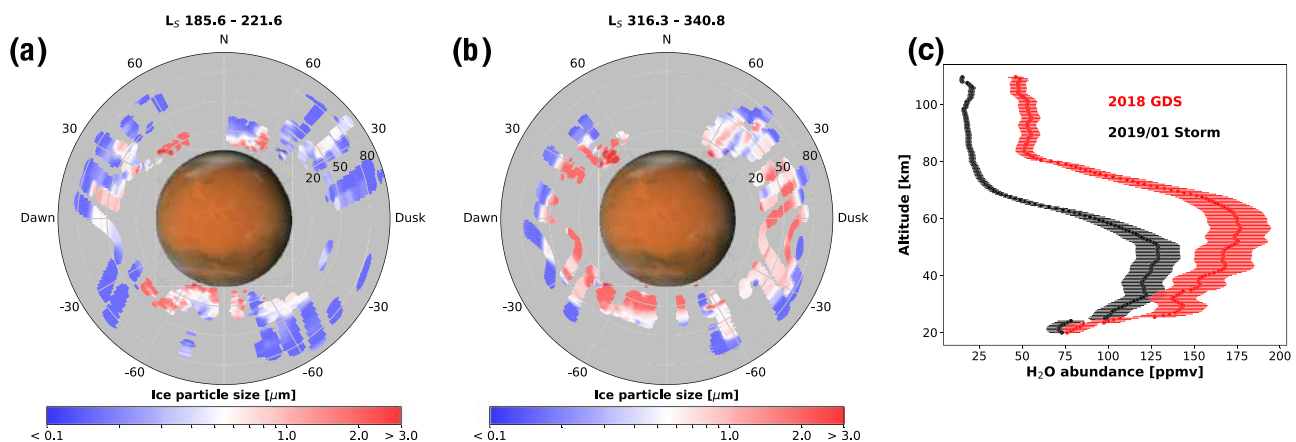 (a)
L_S 185.6 – 221.6
N
60
60
30
30
80
50
20
Dawn
Dusk
-30
-30
-60
-60
Ice particle size [μm]
< 0.1
1.0
2.0
> 3.0
(b)
L_S 316.3 – 340.8
N
60
60
30
30
80
50
20
Dawn
Dusk
-30
-30
-60
-60
Ice particle size [μm]
< 0.1
1.0
2.0
> 3.0
(c)
2018 GDS
2019/01 Storm
Altitude [km]
100
80
60
40
20
25
50
75
100
125
150
175
200
H₂O abundance [ppmv]